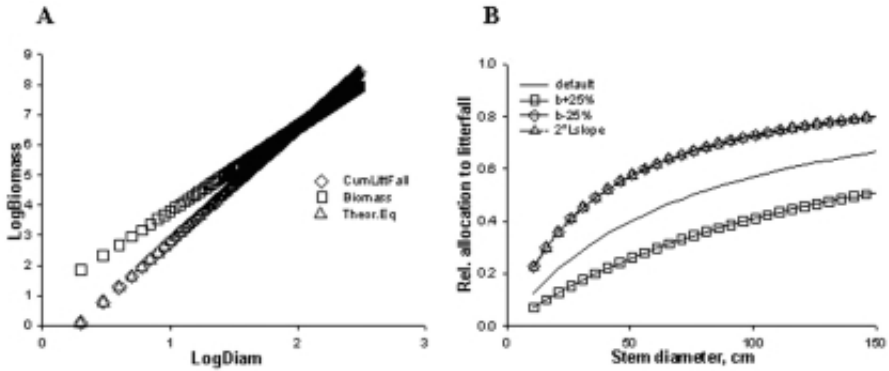 A
9
8
7
6
5
4
3
2
1
0
LogBiomass
0
1
2
3
LogDiam
CumLittFall
Biomass
Theor.Eq
B
1.0
0.8
0.6
0.4
0.2
0.0
Rel. allocation to litterfall
default
b+25%
b-25%
2*Lslope
0
50
100
150
Stem diameter, cm